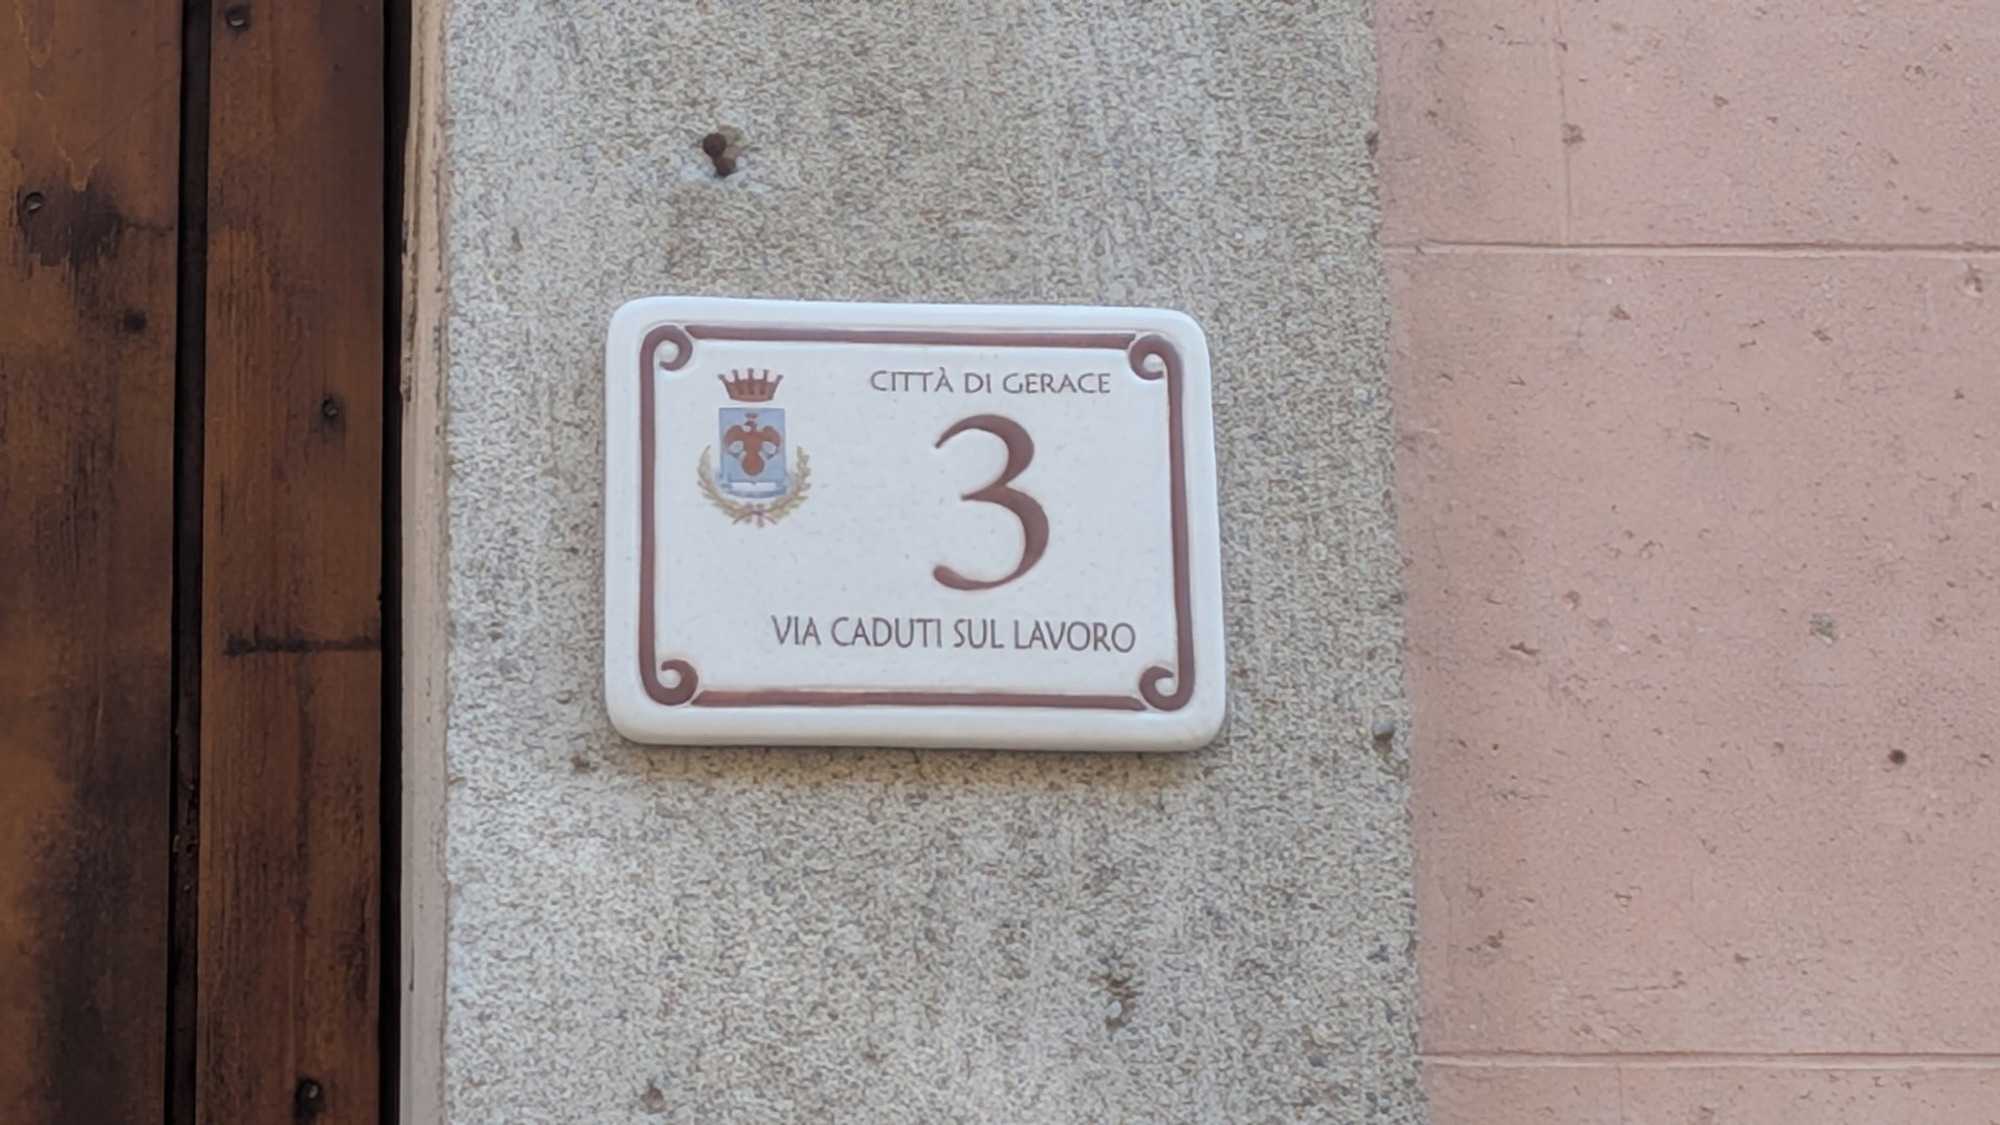 CITTÀ DI GERACE
3
VIA CADUTI SUL LAVORO